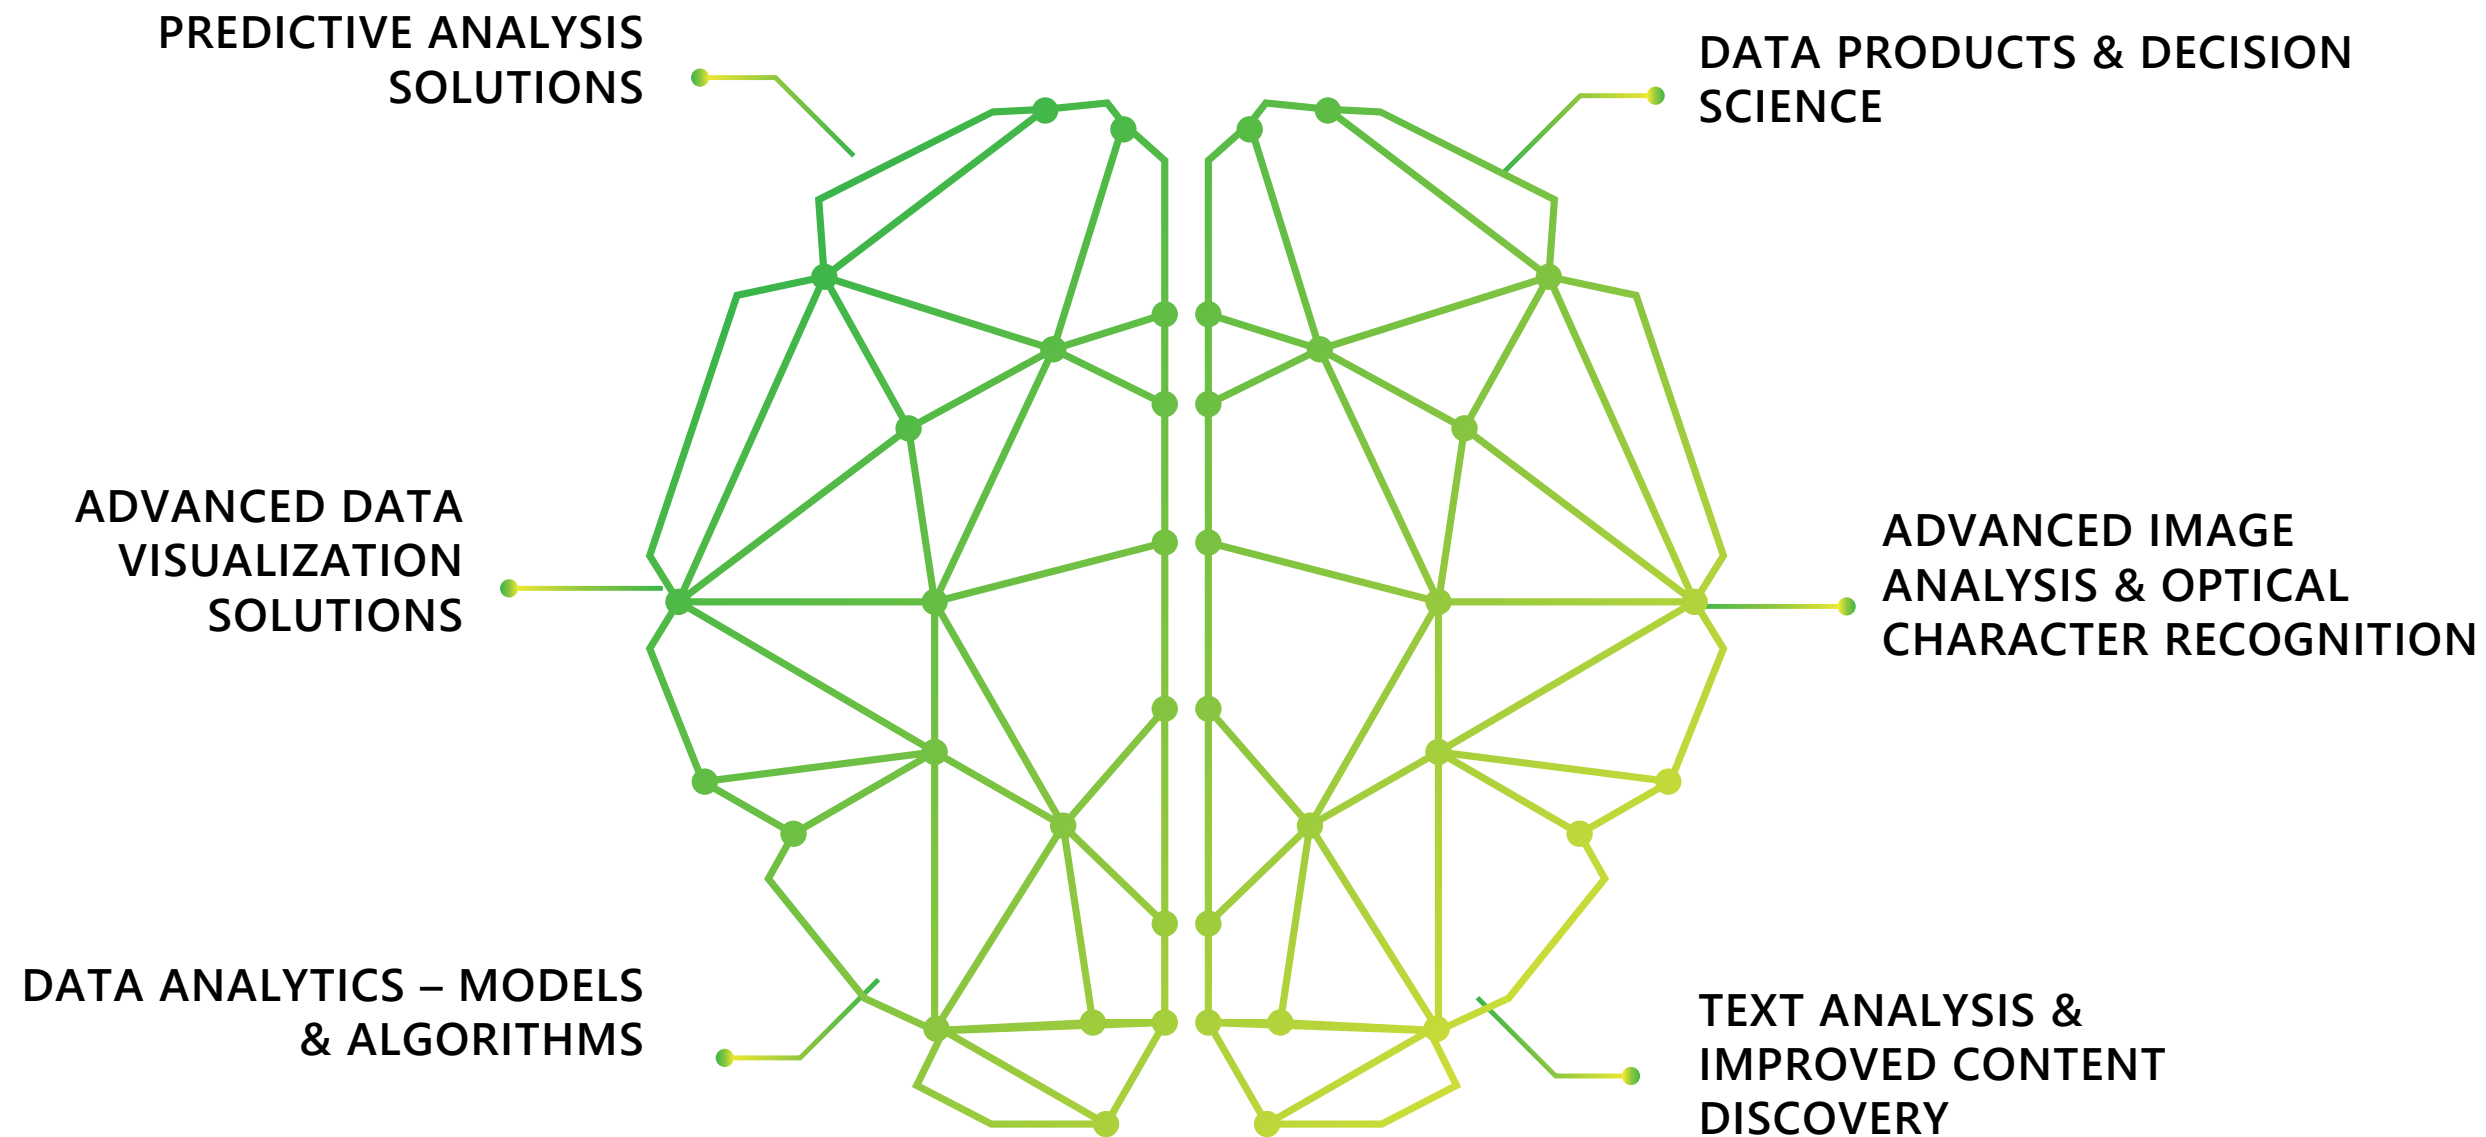 PREDICTIVE ANALYSIS
SOLUTIONS
DATA PRODUCTS & DECISION
SCIENCE
ADVANCED DATA
VISUALIZATION
SOLUTIONS
ADVANCED IMAGE
ANALYSIS & OPTICAL
CHARACTER RECOGNITION
DATA ANALYTICS – MODELS
& ALGORITHMS
TEXT ANALYSIS &
IMPROVED CONTENT
DISCOVERY